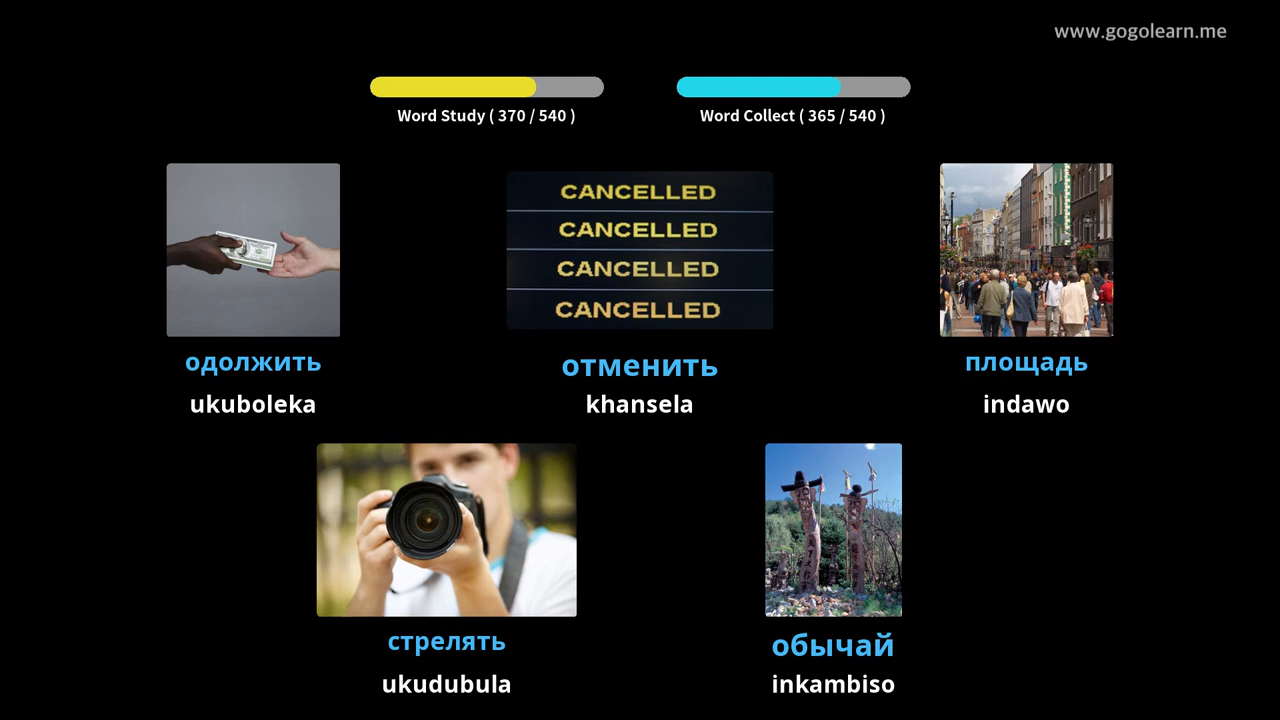 www.gogolearn.me
Word Study ( 370 / 540 )
Word Collect ( 365 / 540 )
CANCELLED
CANCELLED
CANCELLED
CANCELLED
одолжить
отменить
площадь
ukuboleka
khansela
indawo
стрелять
обычай
ukudubula
inkambiso